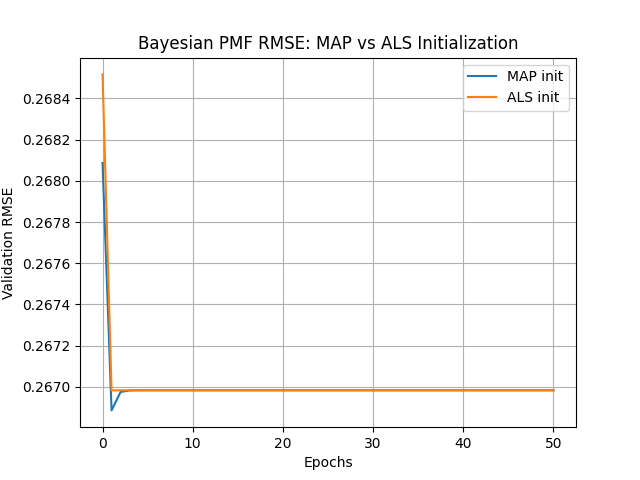 Bayesian PMF RMSE: MAP vs ALS Initialization
MAP init
ALS init
Validation RMSE
0.2684
0.2682
0.2680
0.2678
0.2676
0.2674
0.2672
0.2670
0 10 20 30 40 50
Epochs